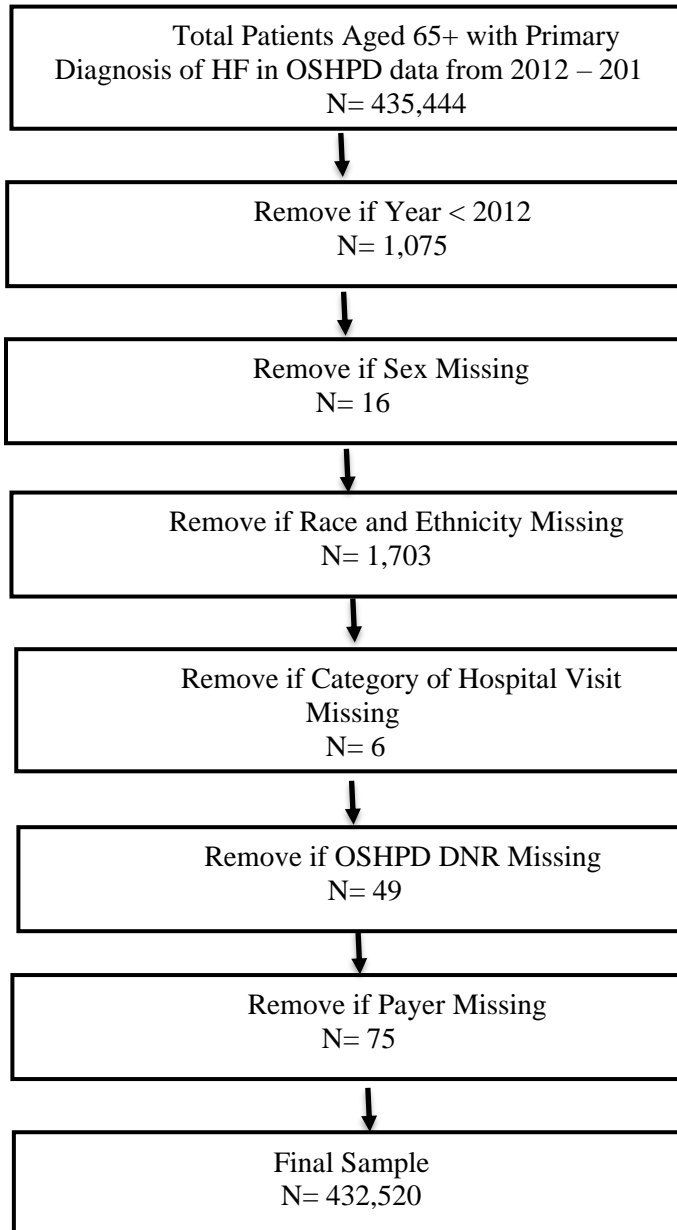 Total Patients Aged 65+ with Primary
Diagnosis of HF in OSHPD data from 2012 – 201
N= 435,444
Remove if Year < 2012
N= 1,075
Remove if Sex Missing
N= 16
Remove if Race and Ethnicity Missing
N= 1,703
Remove if Category of Hospital Visit
Missing
N= 6
Remove if OSHPD DNR Missing
N= 49
Remove if Payer Missing
N= 75
Final Sample
N= 432,520